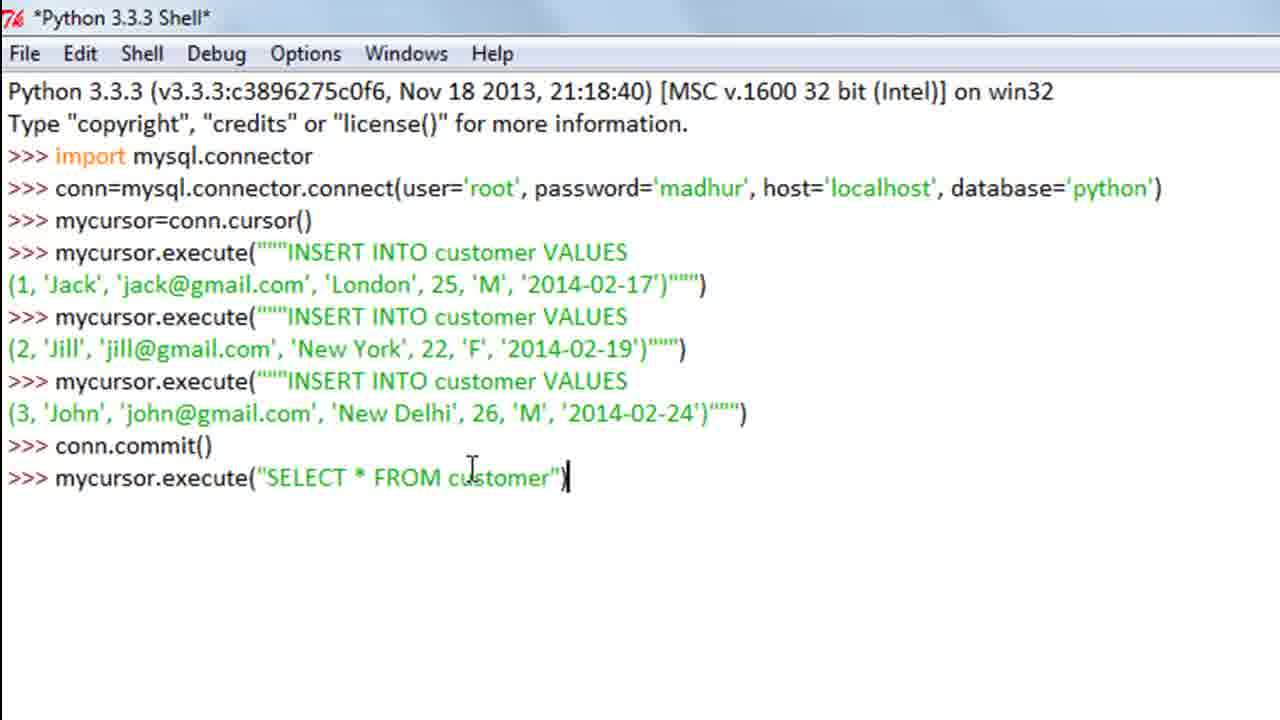 *Python 3.3.3 Shell*
File Edit Shell Debug Options Windows Help
Python 3.3.3 (v3.3.3:c3896275c0f6, Nov 18 2013, 21:18:40) [MSC v.1600 32 bit (Intel)] on win32
Type "copyright", "credits" or "license()" for more information.
>>> import mysql.connector
>>> conn=mysql.connector.connect(user='root', password='madhur', host='localhost', database='python')
>>> mycursor=conn.cursor()
>>> mycursor.execute("""INSERT INTO customer VALUES
(1, 'Jack', 'jack@gmail.com', 'London', 25, 'M', '2014-02-17')""")
>>> mycursor.execute("""INSERT INTO customer VALUES
(2, 'Jill', 'jill@gmail.com', 'New York', 22, 'F', '2014-02-19')""")
>>> mycursor.execute("""INSERT INTO customer VALUES
(3, 'John', 'john@gmail.com', 'New Delhi', 26, 'M', '2014-02-24')""")
>>> conn.commit()
>>> mycursor.execute("SELECT * FROM customer")